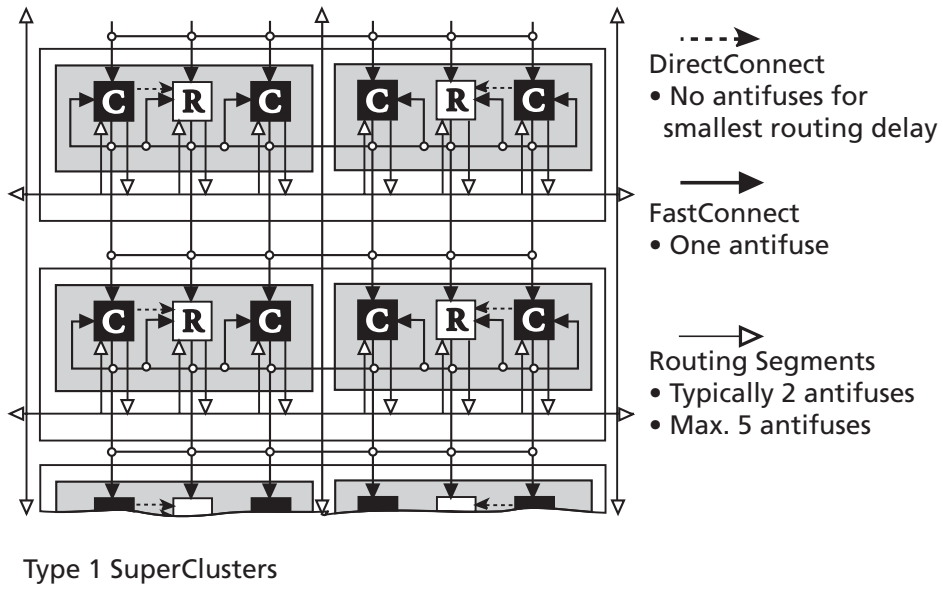 C R C C R C
DirectConnect
• No antifuses for
smallest routing delay
FastConnect
• One antifuse
C R C C R C
Routing Segments
• Typically 2 antifuses
• Max. 5 antifuses
Type 1 SuperClusters